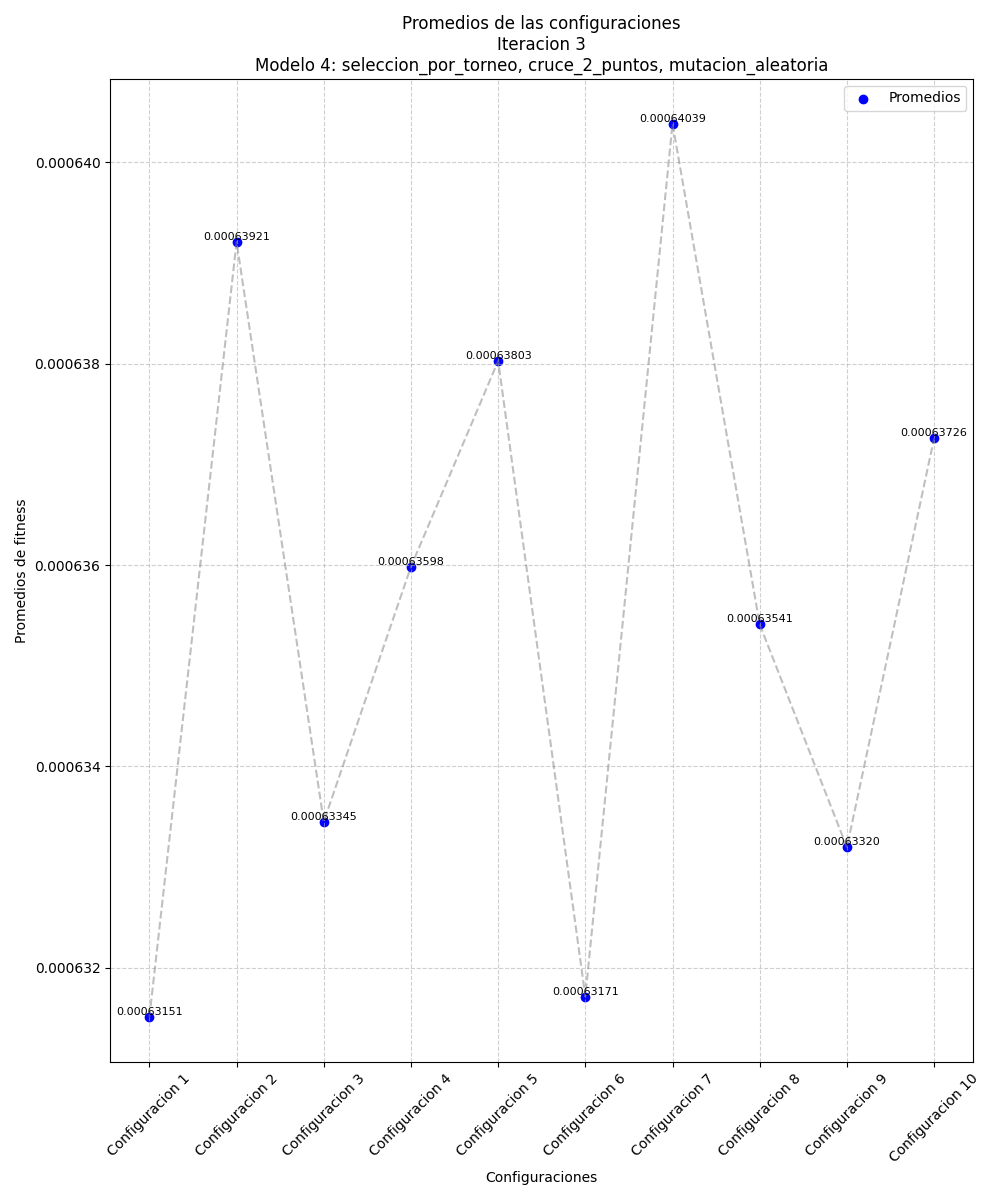 Promedios de las configuraciones
Iteracion 3
Modelo 4: seleccion_por_torneo, cruce_2_puntos, mutacion_aleatoria
Promedios
0.000640
0.000638
0.000636
0.000634
0.000632
Promedios de fitness
0.00063151
0.00063921
0.00063345
0.00063598
0.00063803
0.00063171
0.00064039
0.00063541
0.00063320
0.00063726
Configuracion 1
Configuracion 2
Configuracion 3
Configuracion 4
Configuracion 5
Configuracion 6
Configuracion 7
Configuracion 8
Configuracion 9
Configuracion 10
Configuraciones